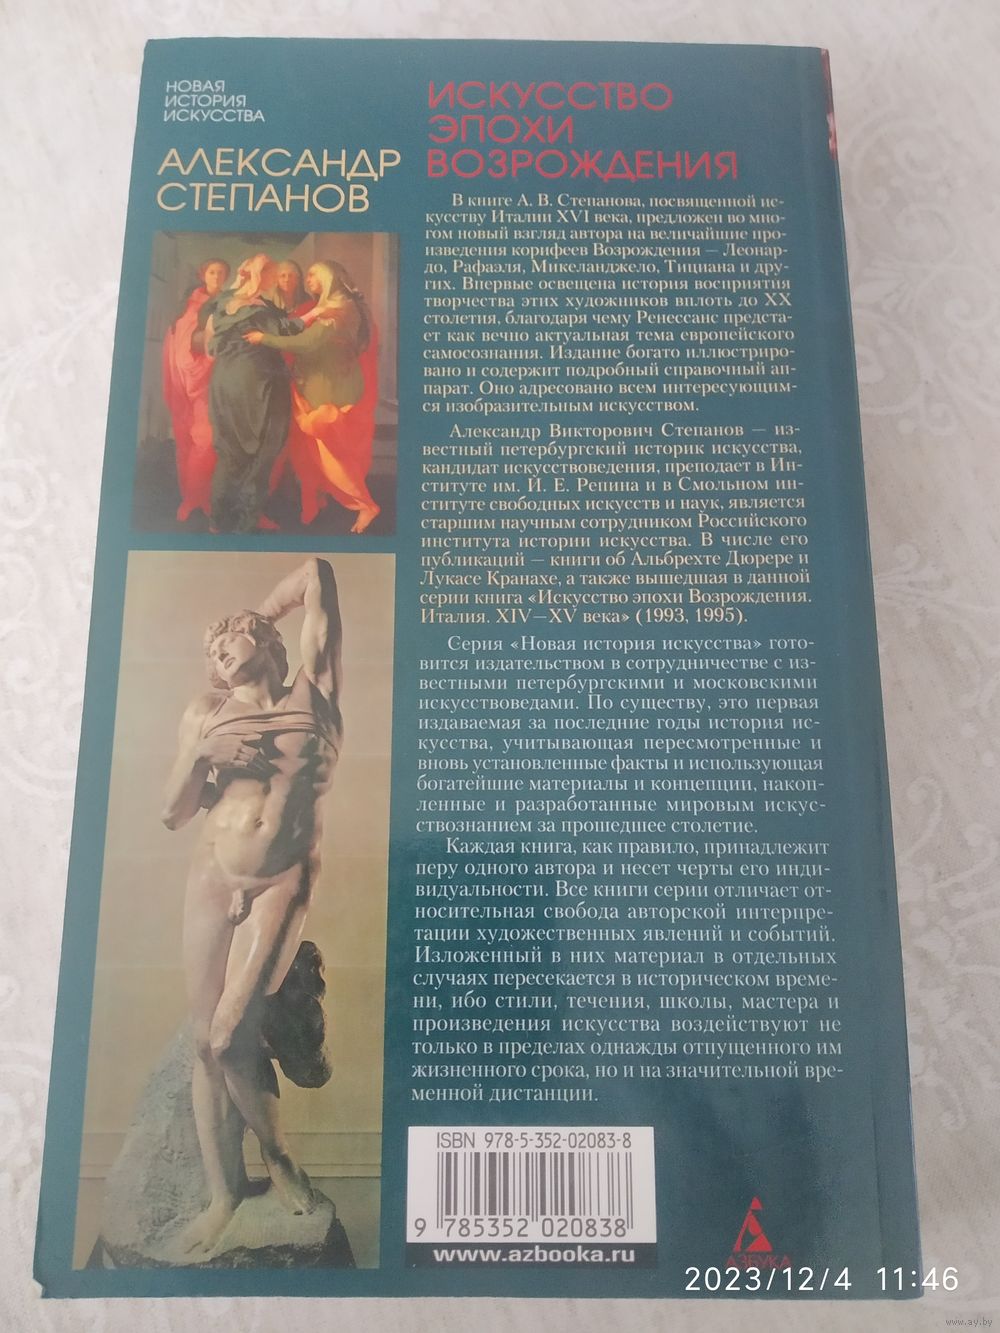 НОВАЯ
ИСТОРИЯ
ИСКУССТВА
АЛЕКСАНДР
СТЕПАНОВ
ИСКУССТВО
ЭПОХИ
ВОЗРОЖДЕНИЯ
В книге А. В. Степанова, посвященной ис-
кусству Италии XVI века, предложен во мно-
гом новый взгляд автора на величайшие про-
изведения корифеев Возрождения — Леонар-
до, Рафаэля, Микеланджело, Тициана и дру-
гих. Впервые освещена история восприятия
творчества этих художников вплоть до XX
столетия, благодаря чему Ренессанс предста-
ет как вечно актуальная тема европейского
самосознания. Издание богато иллюстриро-
вано и содержит подробный справочный ап-
парат. Оно адресовано всем интересующим-
ся изобразительным искусством.
Александр Викторович Степанов — из-
вестный петербургский историк искусства,
кандидат искусствоведения, преподает в Ин-
ституте им. И. Е. Репина и в Смольном ин-
ституте свободных искусств и наук, является
старшим научным сотрудником Российского
института истории искусства. В числе его
публикаций — книги об Альбрехте Дюрере и
Лукасе Кранахе, а также вышедшая в данной
серии книга «Искусство эпохи Возрождения.
Италия. XIV—XV века» (1993, 1995).
Серия «Новая история искусства» гото-
вится издательством в сотрудничестве с из-
вестными петербургскими и московскими
искусствоведами. По существу, это первая
издаваемая за последние годы история ис-
кусства, учитывающая пересмотренные и
вновь установленные факты и использующая
богатейшие материалы и концепции, накоп-
ленные и разработанные мировым искус-
ствознанием за прошедшее столетие.
Каждая книга, как правило, принадлежит
перу одного автора и несет черты его инди-
видуальности. Все книги серии отличает от-
носительная свобода авторской интерпре-
тации художественных явлений и событий.
Изложенный в них материал в отдельных
случаях пересекается в историческом време-
ни, ибо стили, течения, школы, мастера и
произведения искусства воздействуют не
только в пределах однажды отпущенного им
жизненного срока, но и на значительной вре-
менной дистанции.
ISBN 978-5-352-02083-8
9 785352 020838
www.azbooka.ru
АЗБУКА
2023/12/4 11:46
www.ay.by